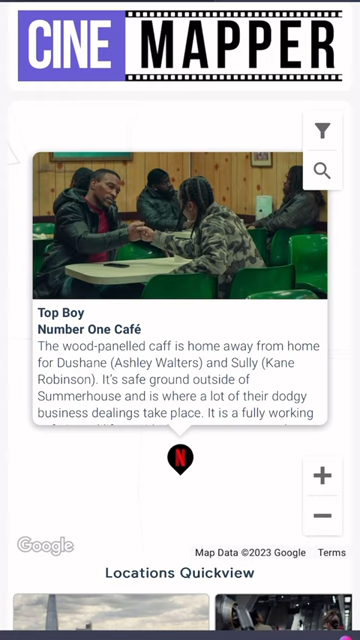 CINE MAPPER
Top Boy
Number One Café
The wood-panelled caff is home away from home
for Dushane (Ashley Walters) and Sully (Kane
Robinson). It's safe ground outside of
Summerhouse and is where a lot of their dodgy
business dealings take place. It is a fully working
N
Google
Map Data ©2023 Google Terms
Locations Quickview